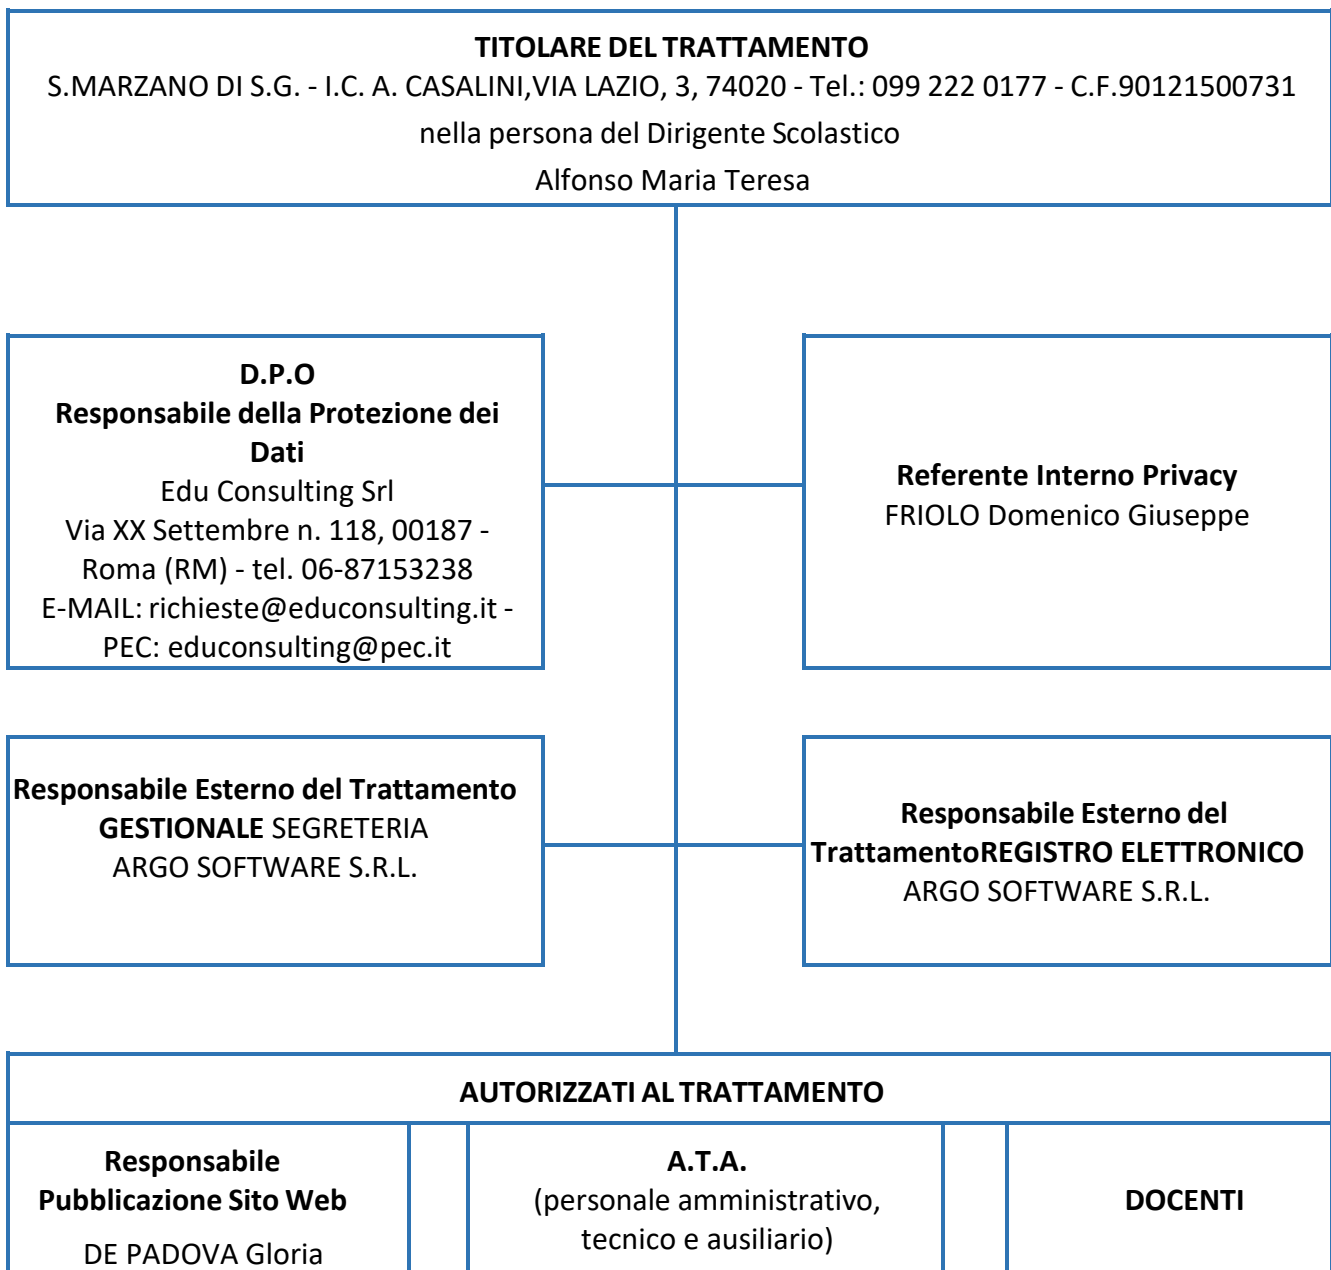 TITOLARE DEL TRATTAMENTO
S.MARZANO DI S.G. - I.C. A. CASALINI,VIA LAZIO, 3, 74020 - Tel.: 099 222 0177 - C.F.90121500731
nella persona del Dirigente Scolastico
Alfonso Maria Teresa
D.P.O
Responsabile della Protezione dei
Dati
Edu Consulting Srl
Via XX Settembre n. 118, 00187 -
Roma (RM) - tel. 06-87153238
E-MAIL: richieste@educonsulting.it -
PEC: educonsulting@pec.it
Referente Interno Privacy
FRIOLO Domenico Giuseppe
Responsabile Esterno del Trattamento
GESTIONALE SEGRETERIA
ARGO SOFTWARE S.R.L.
Responsabile Esterno del
TrattamentoREGISTRO ELETTRONICO
ARGO SOFTWARE S.R.L.
AUTORIZZATI AL TRATTAMENTO
Responsabile
Pubblicazione Sito Web
DE PADOVA Gloria
A.T.A.
(personale amministrativo,
tecnico e ausiliario)
DOCENTI